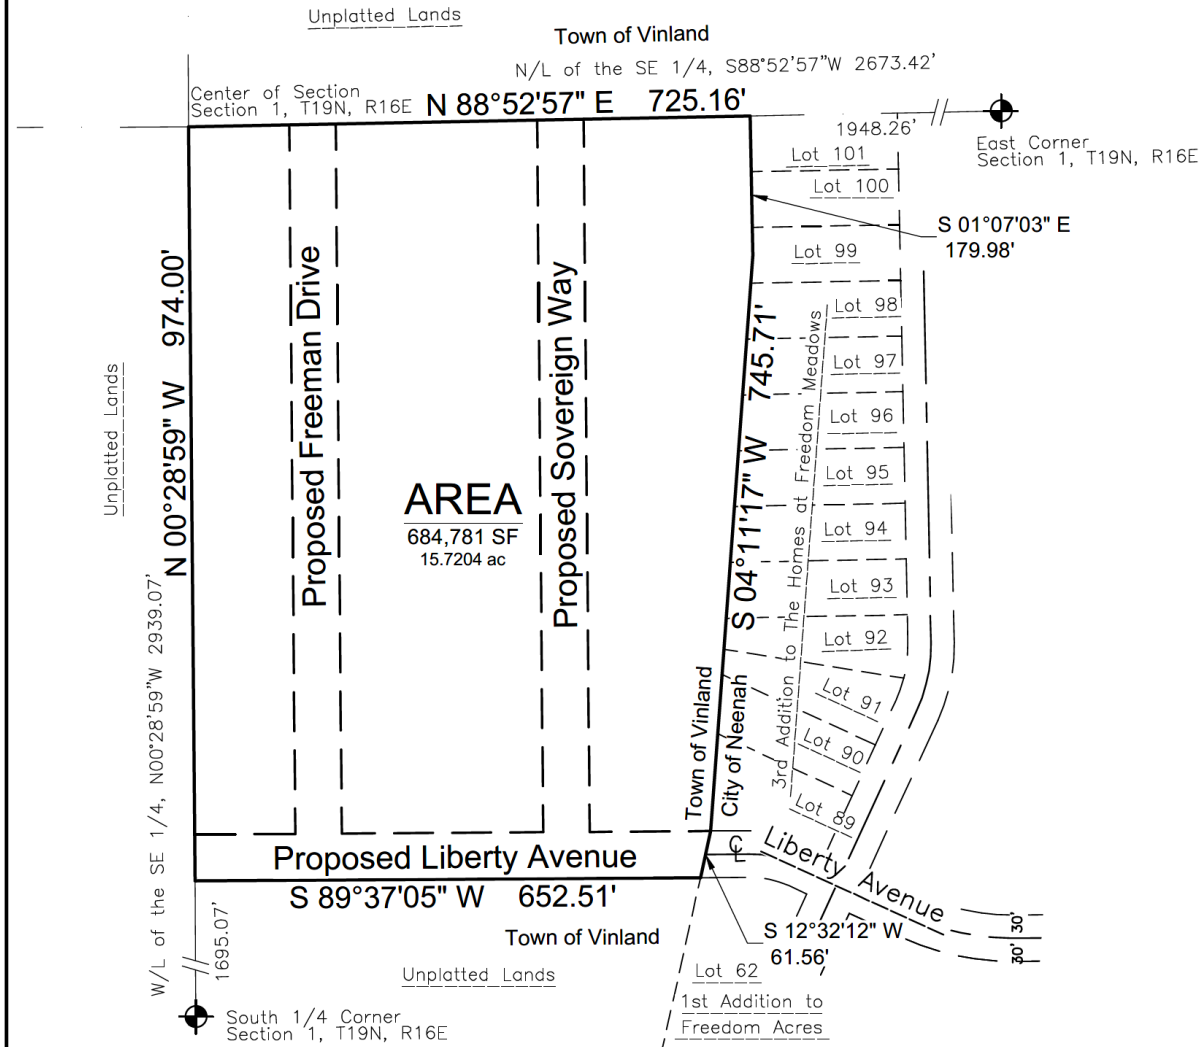 Unplatted Lands
Town of Vinland
N/L of the SE 1/4, S88°52'57"W 2673.42'
Center of Section
Section 1, T19N, R16E
N 88°52'57" E 725.16'
1948.26'
East Corner
Section 1, T19N, R16E
Lot 101
Lot 100
S 01°07'03" E
179.98'
Lot 99
Lot 98
Lot 97
Lot 96
Lot 95
Lot 94
Lot 93
Lot 92
Lot 91
Lot 90
Lot 89
3rd Addition to The Homes at Freedom Meadows
S 04°11'17" W 745.71'
Unplatted Lands
N 00°28'59" W 974.00'
Proposed Freeman Drive
AREA
684,781 SF
15.7204 ac
Proposed Sovereign Way
Town of Vinland
City of Neenah
W/L of the SE 1/4, N00°28'59"W 2939.07'
Proposed Liberty Avenue
CL
Liberty Avenue
S 89°37'05" W 652.51'
S 12°32'12" W
61.56'
30'
30'
1695.07'
Town of Vinland
Unplatted Lands
Lot 62
1st Addition to
Freedom Acres
South 1/4 Corner
Section 1, T19N, R16E